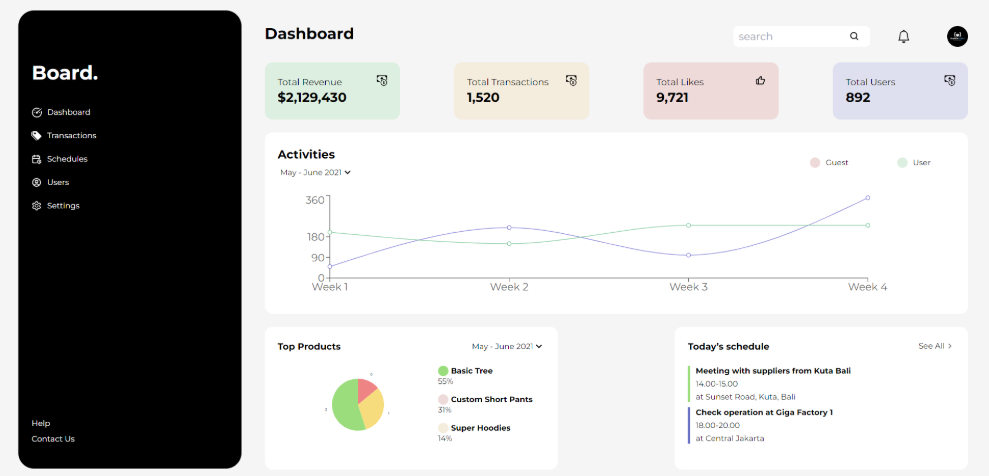 Board.
Dashboard
Transactions
Schedules
Users
Settings
Help
Contact Us
Dashboard
search
Total Revenue
$2,129,430
Total Transactions
1,520
Total Likes
9,721
Total Users
892
Activities
May - June 2021
Guest
User
360
180
90
0
Week 1
Week 2
Week 3
Week 4
Top Products
May - June 2021
Basic Tree
55%
Custom Short Pants
31%
Super Hoodies
14%
Today's schedule
See All >
Meeting with suppliers from Kuta Bali
14.00-15.00
at Sunset Road, Kuta, Bali
Check operation at Giga Factory 1
18.00-20.00
at Central Jakarta